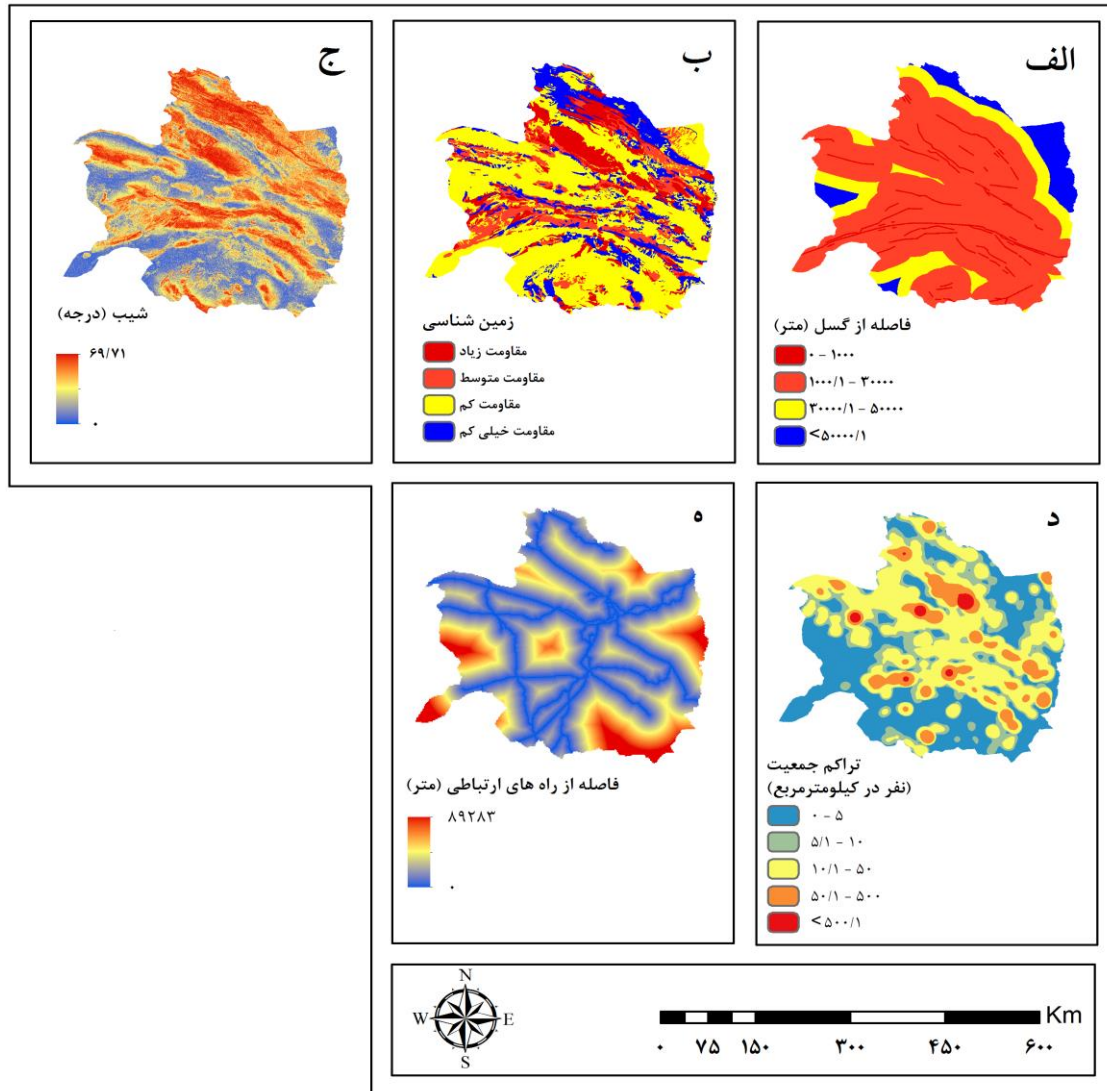 الف
فاصله از گسل (متر)
۰ - ۱۰۰۰
۱۰۰۰/۱ - ۳۰۰۰۰
۳۰۰۰۰/۱ - ۵۰۰۰۰
<۵۰۰۰۰/۱
ب
زمین شناسی
مقاومت زیاد
مقاومت متوسط
مقاومت کم
مقاومت خیلی کم
ج
شیب (درجه)
۶۹/۷۱
۰
د
تراکم جمعیت
(نفر در کیلومترمربع)
۰ - ۵
۵/۱ - ۱۰
۱۰/۱ - ۵۰
۵۰/۱ - ۵۰۰
<۵۰۰/۱
ه
فاصله از راه های ارتباطی (متر)
۸۹۲۸۳
۰
N
W E
S
Km
۰ ۷۵ ۱۵۰ ۳۰۰ ۴۵۰ ۶۰۰